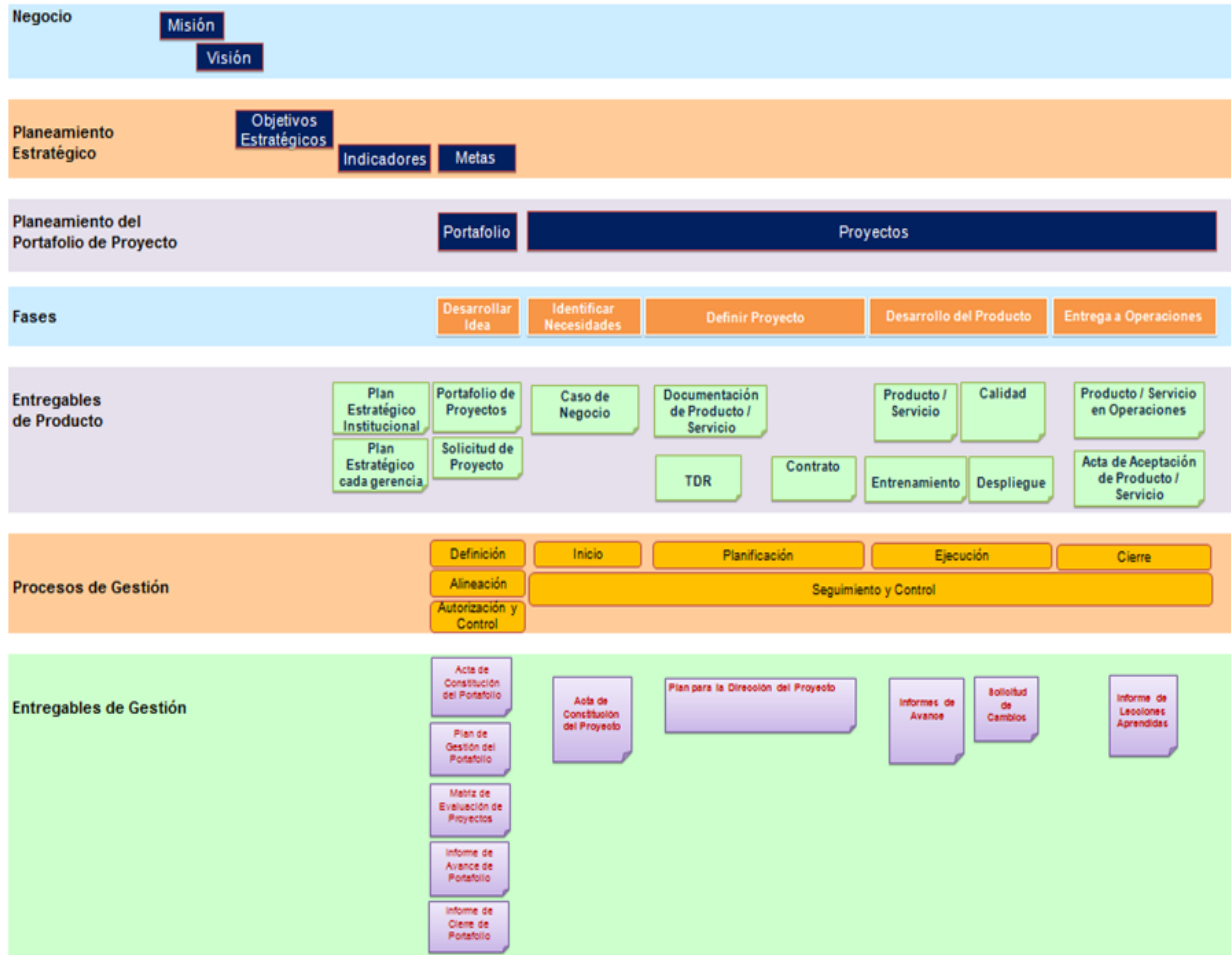 Negocio
Misión
Visión
Planeamiento
Estratégico
Objetivos
Estratégicos
Indicadores
Metas
Planeamiento del
Portafolio de Proyecto
Portafolio
Proyectos
Fases
Desarrollar
Idea
Identificar
Necesidades
Definir Proyecto
Desarrollo del Producto
Entrega a Operaciones
Entregables
de Producto
Plan
Estratégico
Institucional
Portafolio de
Proyectos
Caso de
Negocio
Documentación
de Producto /
Servicio
Producto /
Servicio
Calidad
Producto / Servicio
en Operaciones
Plan
Estratégico
cada gerencia
Solicitud de
Proyecto
TDR
Contrato
Entrenamiento
Despliegue
Acta de Aceptación
de Producto /
Servicio
Procesos de Gestión
Definición
Inicio
Planificación
Ejecución
Cierre
Alineación
Seguimiento y Control
Autorización y
Control
Entregables de Gestión
Acta de
Constitución
del Portafolio
Acta de
Constitución
del Proyecto
Plan para la Dirección del Proyecto
Informes de
Avance
Solicitud
de
Cambios
Informe de
Lecciones
Aprendidas
Plan de
Gestión del
Portafolio
Matriz de
Evaluación de
Proyectos
Informe de
Avance de
Portafolio
Informe de
Cierre de
Portafolio